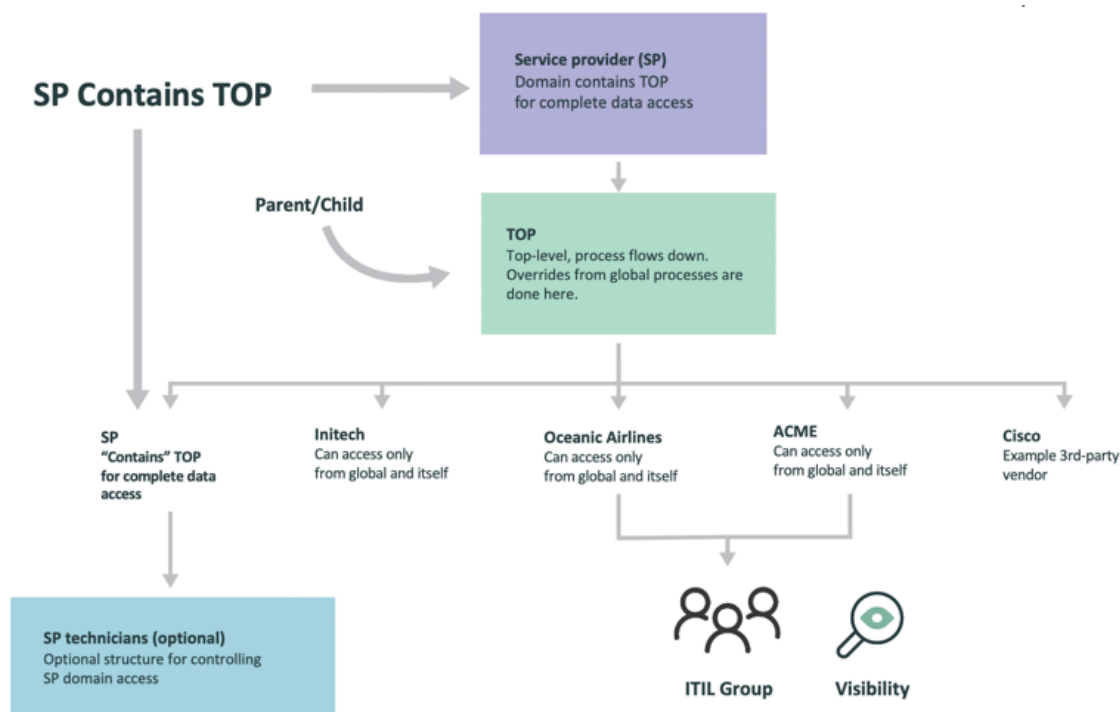 SP Contains TOP
Service provider (SP)
Domain contains TOP
for complete data access
Parent/Child
TOP
Top-level, process flows down.
Overrides from global processes are
done here.
SP
“Contains” TOP
for complete data
access
Initech
Can access only
from global and itself
Oceanic Airlines
Can access only
from global and itself
ACME
Can access only
from global and itself
Cisco
Example 3rd-party
vendor
SP technicians (optional)
Optional structure for controlling
SP domain access
ITIL Group
Visibility